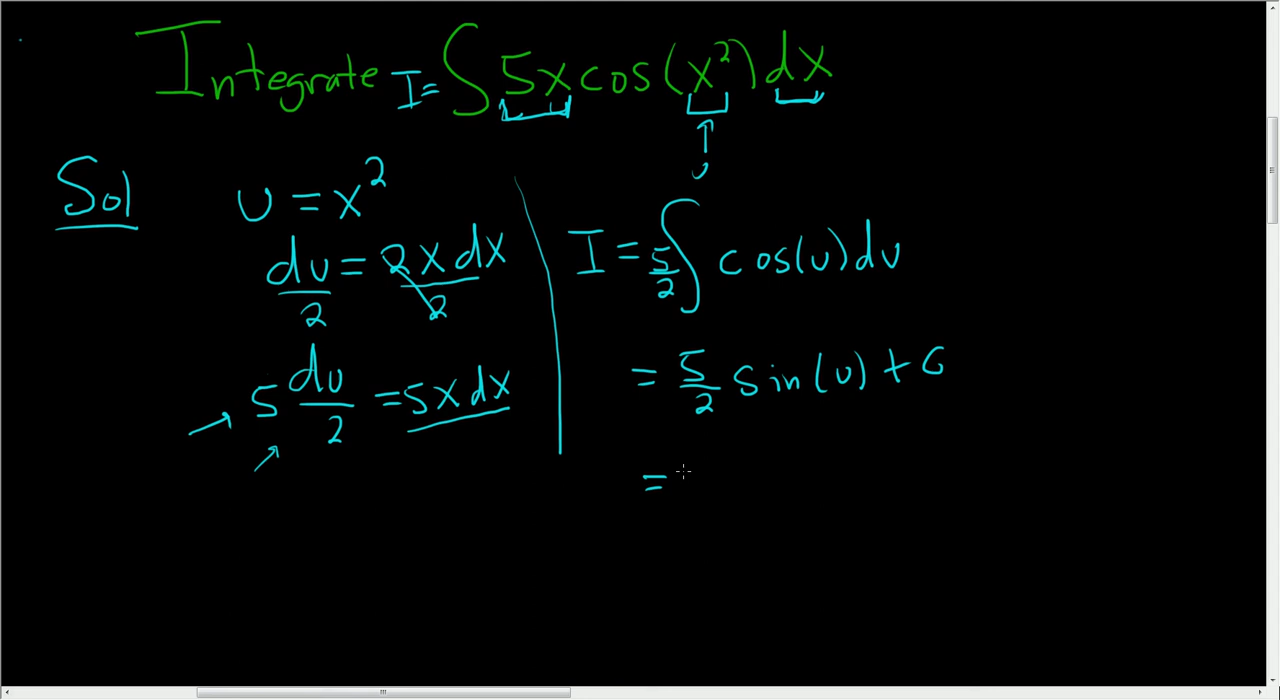 Integrate I = ∫ 5x cos(x²) dx
u
Sol
u = x²
du/2 = 2x dx/2
5 du/2 = 5x dx
I = 5/2 ∫ cos(u) du
= 5/2 sin(u) + C
=